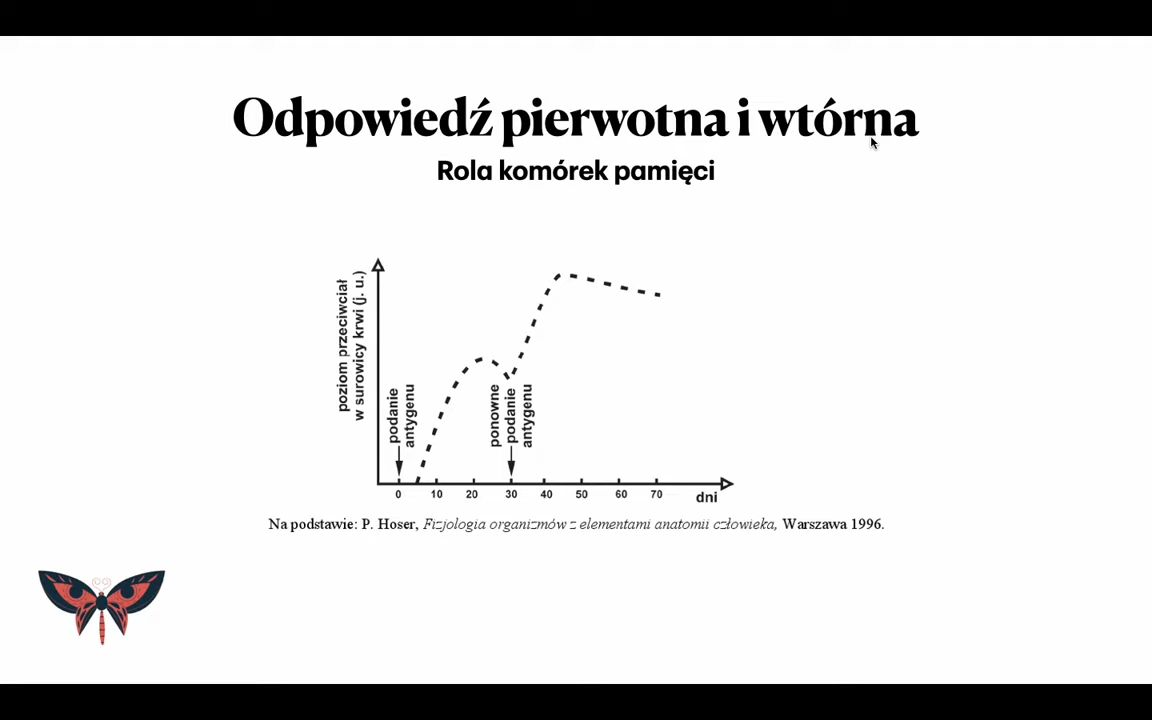 Odpowiedź pierwotna i wtórna
Rola komórek pamięci
poziom przeciwciał
w surowicy krwi (j. u.)
podanie
antygenu
ponowne
podanie
antygenu
0 10 20 30 40 50 60 70 dni
Na podstawie: P. Hoser, Fizjologia organizmów z elementami anatomii człowieka, Warszawa 1996.